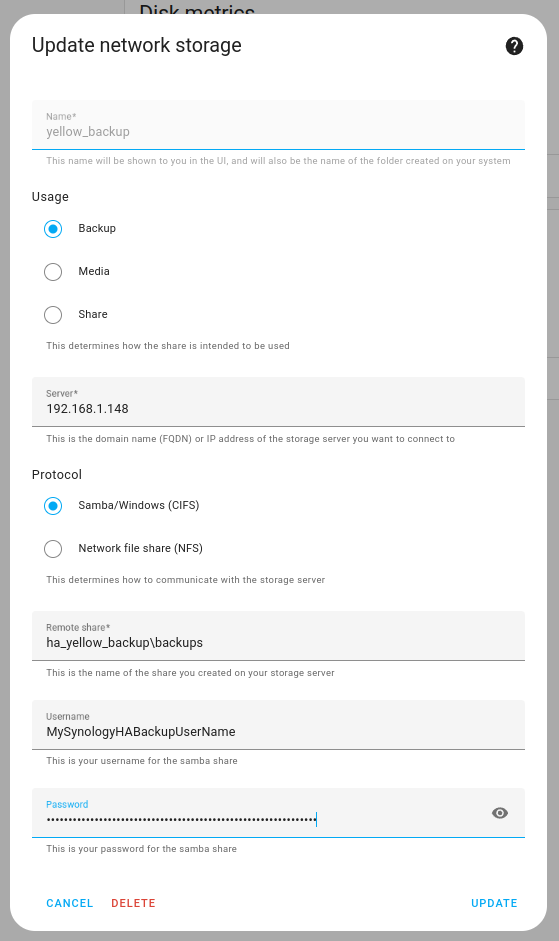 Disk metrics
Update network storage
Name*
yellow_backup
This name will be shown to you in the UI, and will also be the name of the folder created on your system
Usage
Backup
Media
Share
This determines how the share is intended to be used
Server*
192.168.1.148
This is the domain name (FQDN) or IP address of the storage server you want to connect to
Protocol
Samba/Windows (CIFS)
Network file share (NFS)
This determines how to communicate with the storage server
Remote share*
ha_yellow_backup\backups
This is the name of the share you created on your storage server
Username
MySynologyHABackupUserName
This is your username for the samba share
Password
This is your password for the samba share
CANCEL DELETE UPDATE